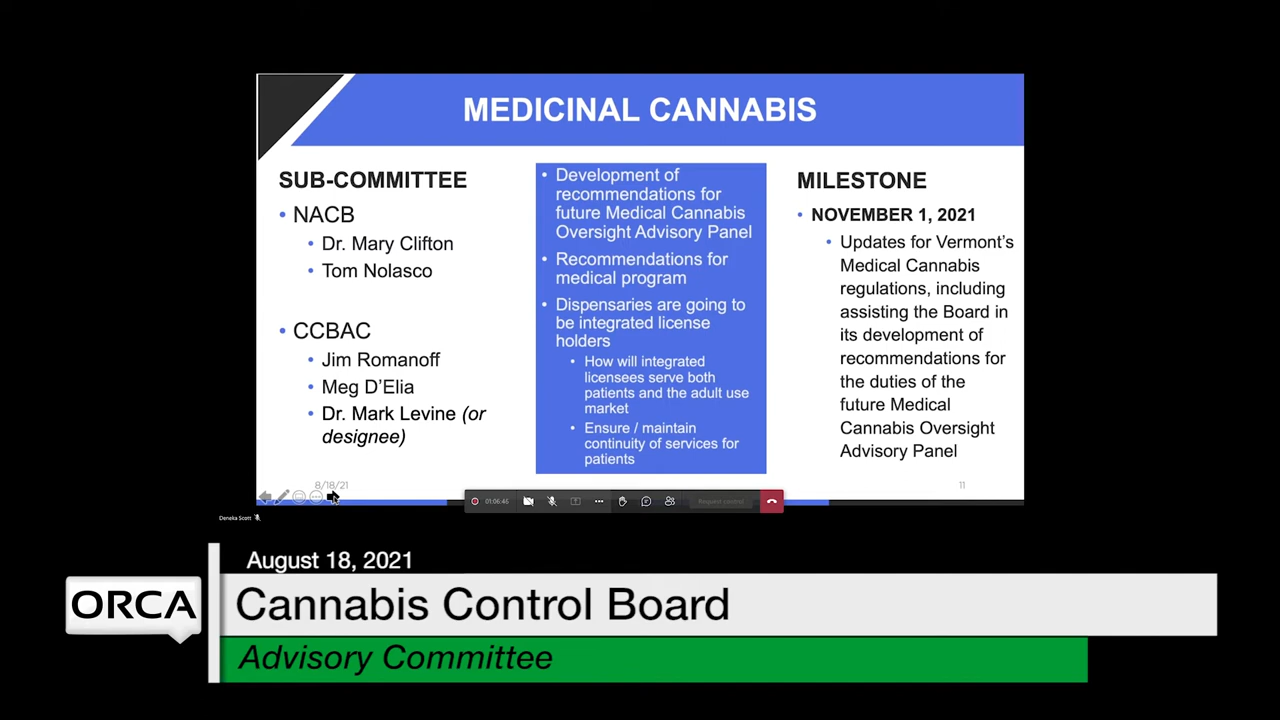 MEDICINAL CANNABIS
SUB-COMMITTEE
• NACB
• Dr. Mary Clifton
• Tom Nolasco
• CCBAC
• Jim Romanoff
• Meg D’Elia
• Dr. Mark Levine (or
designee)
• Development of
recommendations for
future Medical Cannabis
Oversight Advisory Panel
• Recommendations for
medical program
• Dispensaries are going to
be integrated license
holders
• How will integrated
licensees serve both
patients and the adult use
market
• Ensure / maintain
continuity of services for
patients
MILESTONE
• NOVEMBER 1, 2021
• Updates for Vermont’s
Medical Cannabis
regulations, including
assisting the Board in
its development of
recommendations for
the duties of the
future Medical
Cannabis Oversight
Advisory Panel
8/18/21
11
01:06:46
Request control
Deneka Scott
August 18, 2021
ORCA
Cannabis Control Board
Advisory Committee